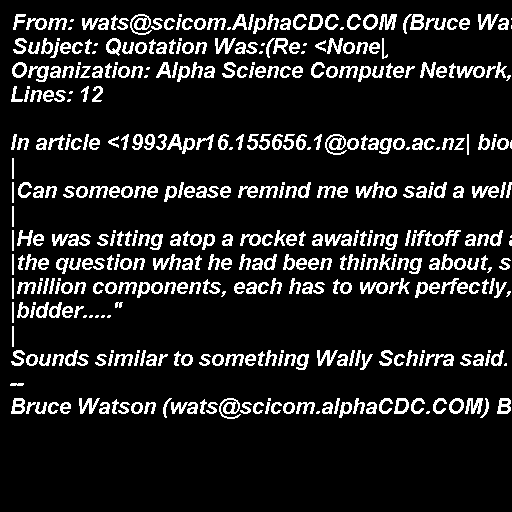 From: wats@scicom.AlphaCDC.COM (Bruce Wat
Subject: Quotation Was:(Re: <None|
Organization: Alpha Science Computer Network,
Lines: 12

In article <1993Apr16.155656.1@otago.ac.nz| bioc
|
|Can someone please remind me who said a well
|
|He was sitting atop a rocket awaiting liftoff and a
|the question what he had been thinking about, s
|million components, each has to work perfectly,
|bidder....."
|
Sounds similar to something Wally Schirra said.
--
Bruce Watson (wats@scicom.alphaCDC.COM) B